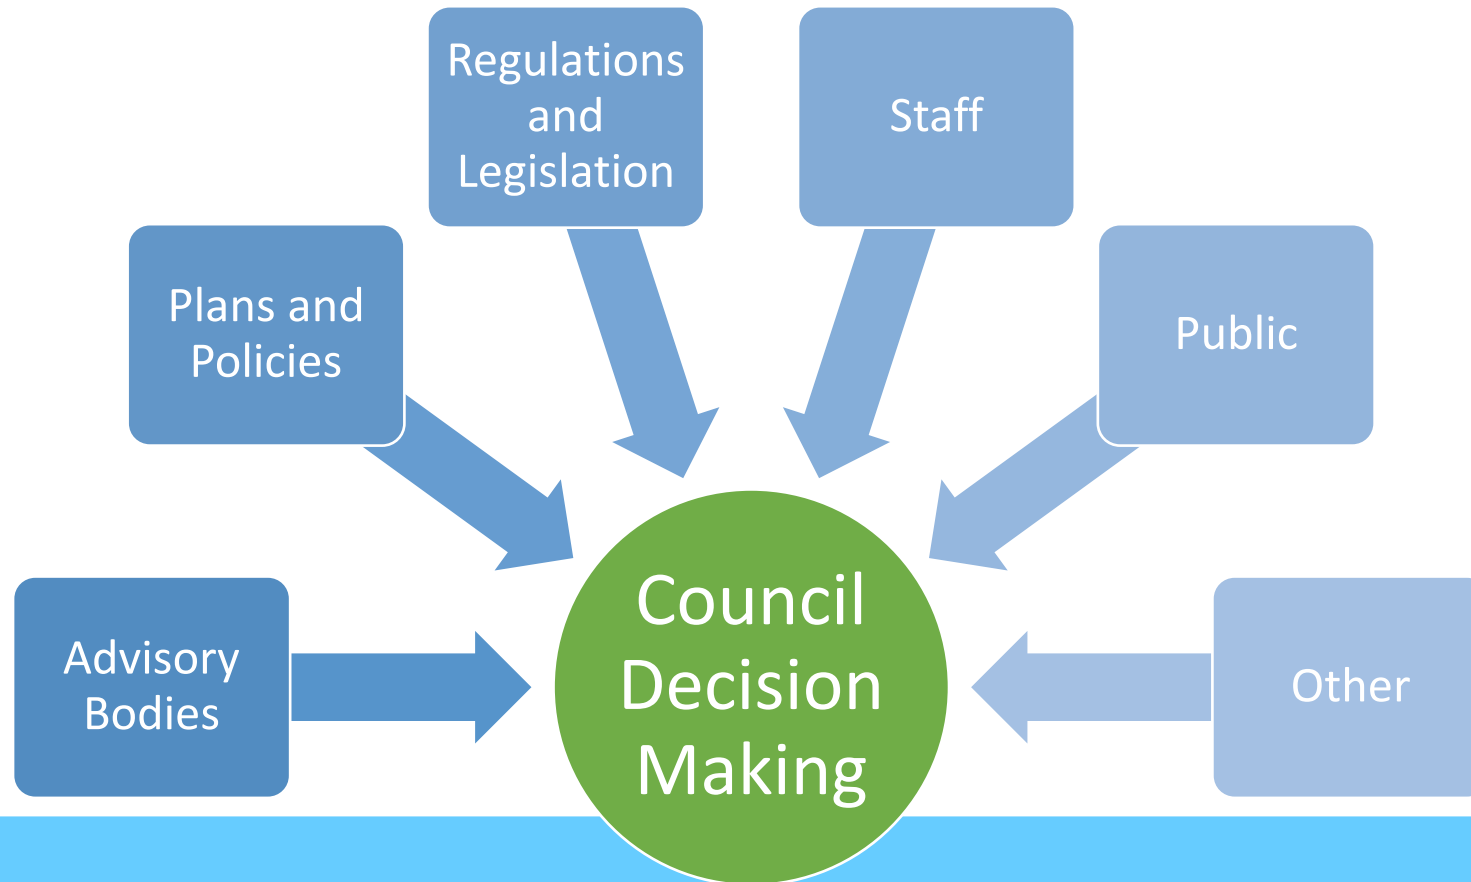 Regulations
and
Legislation
Staff
Plans and
Policies
Public
Advisory
Bodies
Council
Decision
Making
Other